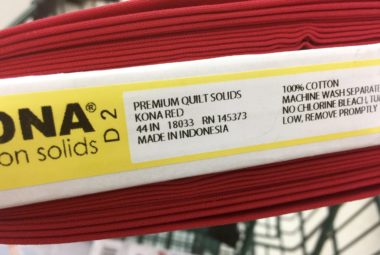 ONA®
on solids
D 2
PREMIUM QUILT SOLIDS
KONA RED
44 IN 18033 RN 145373
MADE IN INDONESIA
100% COTTON
MACHINE WASH SEPARATE
NO CHLORINE BLEACH, TU
LOW, REMOVE PROMPTLY